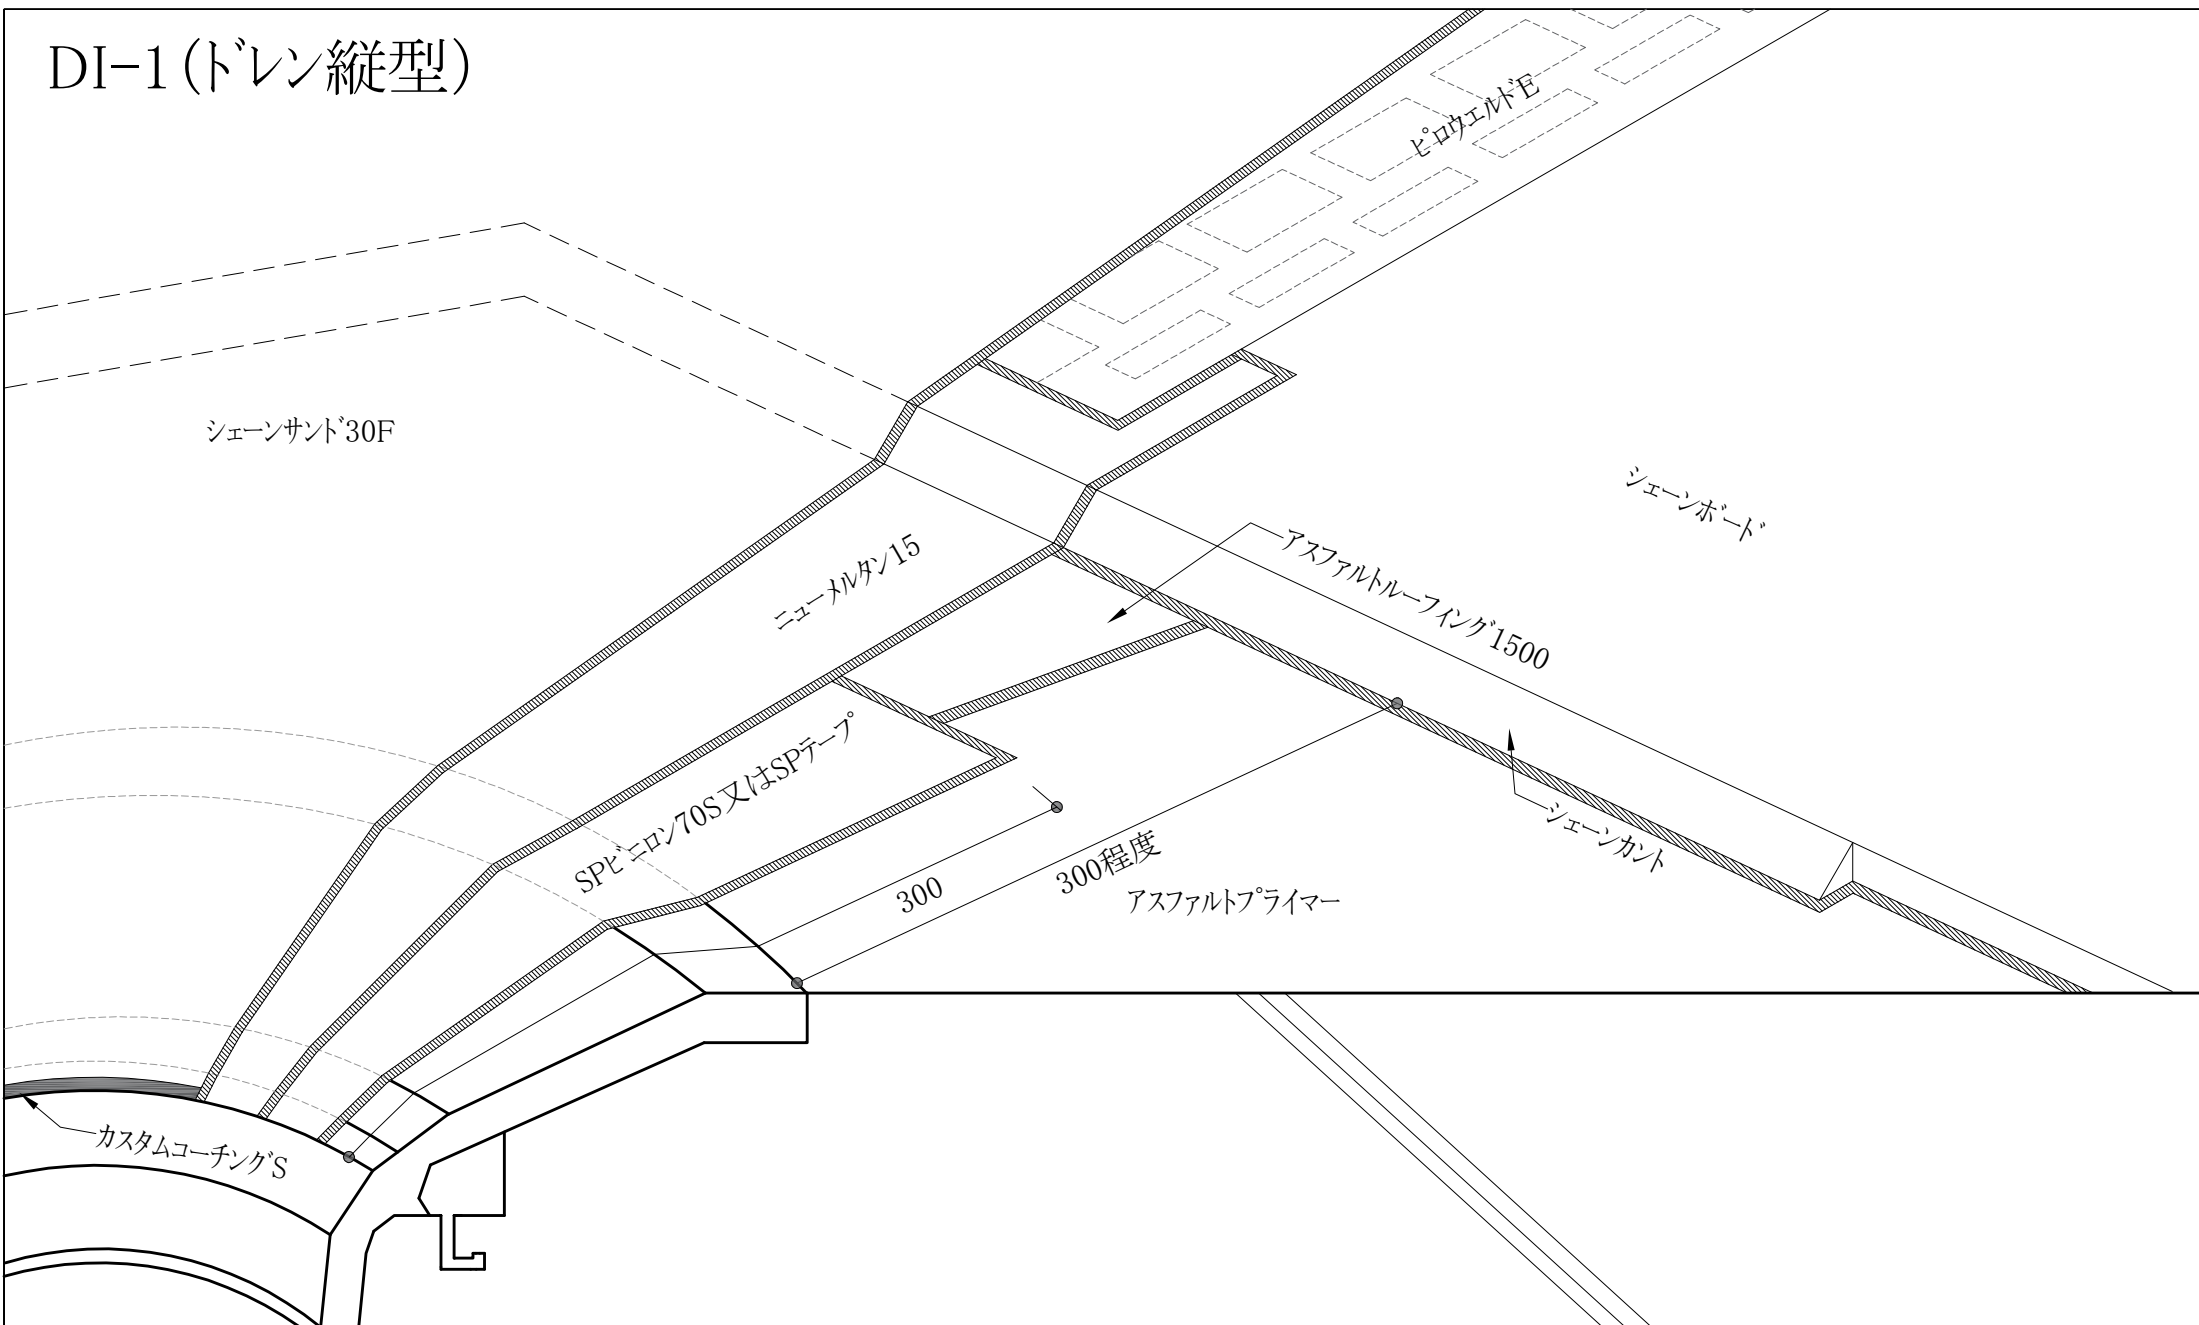 DI-1(ドレン縦型)
ピロウェルドE
シェーンサンド30F
シェーンボード
アスファルトルーフィング1500
ニューメルタン15
SPビニロン70S又はSPテープ
シェーンカント
300程度
300
アスファルトプライマー
カスタムコーチングS